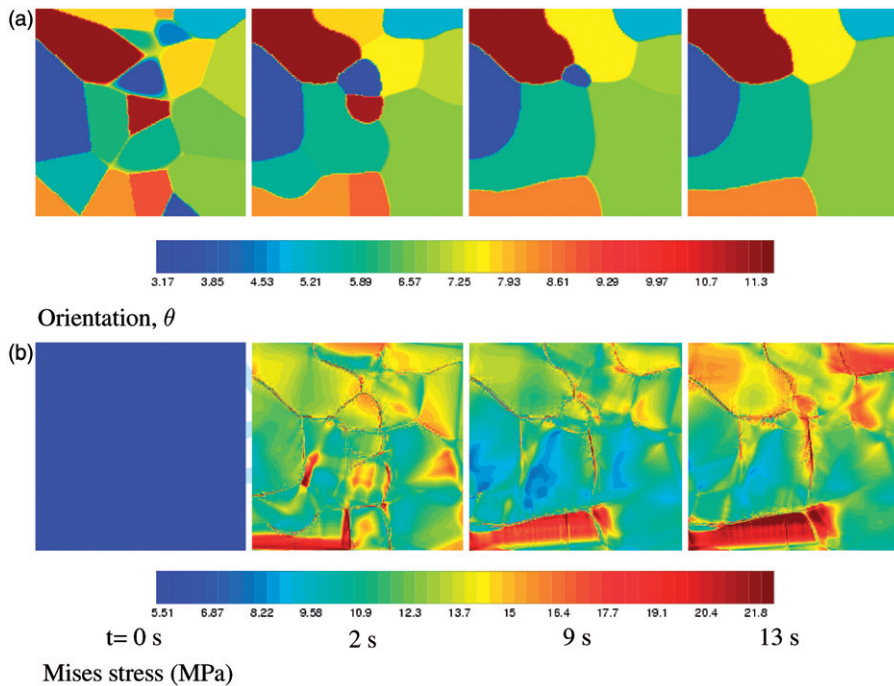 (a)
3.17 3.85 4.53 5.21 5.89 6.57 7.25 7.93 8.61 9.29 9.97 10.7 11.3
Orientation, θ
(b)
5.51 6.87 8.22 9.58 10.9 12.3 13.7 15 16.4 17.7 19.1 20.4 21.8
t= 0 s 2 s 9 s 13 s
Mises stress (MPa)